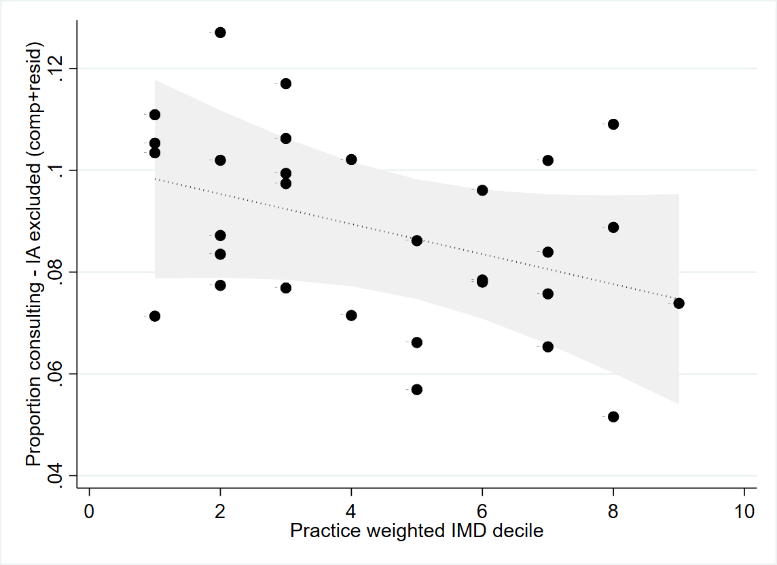 Proportion consulting - IA excluded (comp+resid)
.12
.1
.08
.06
.04
0 2 4 6 8 10
Practice weighted IMD decile